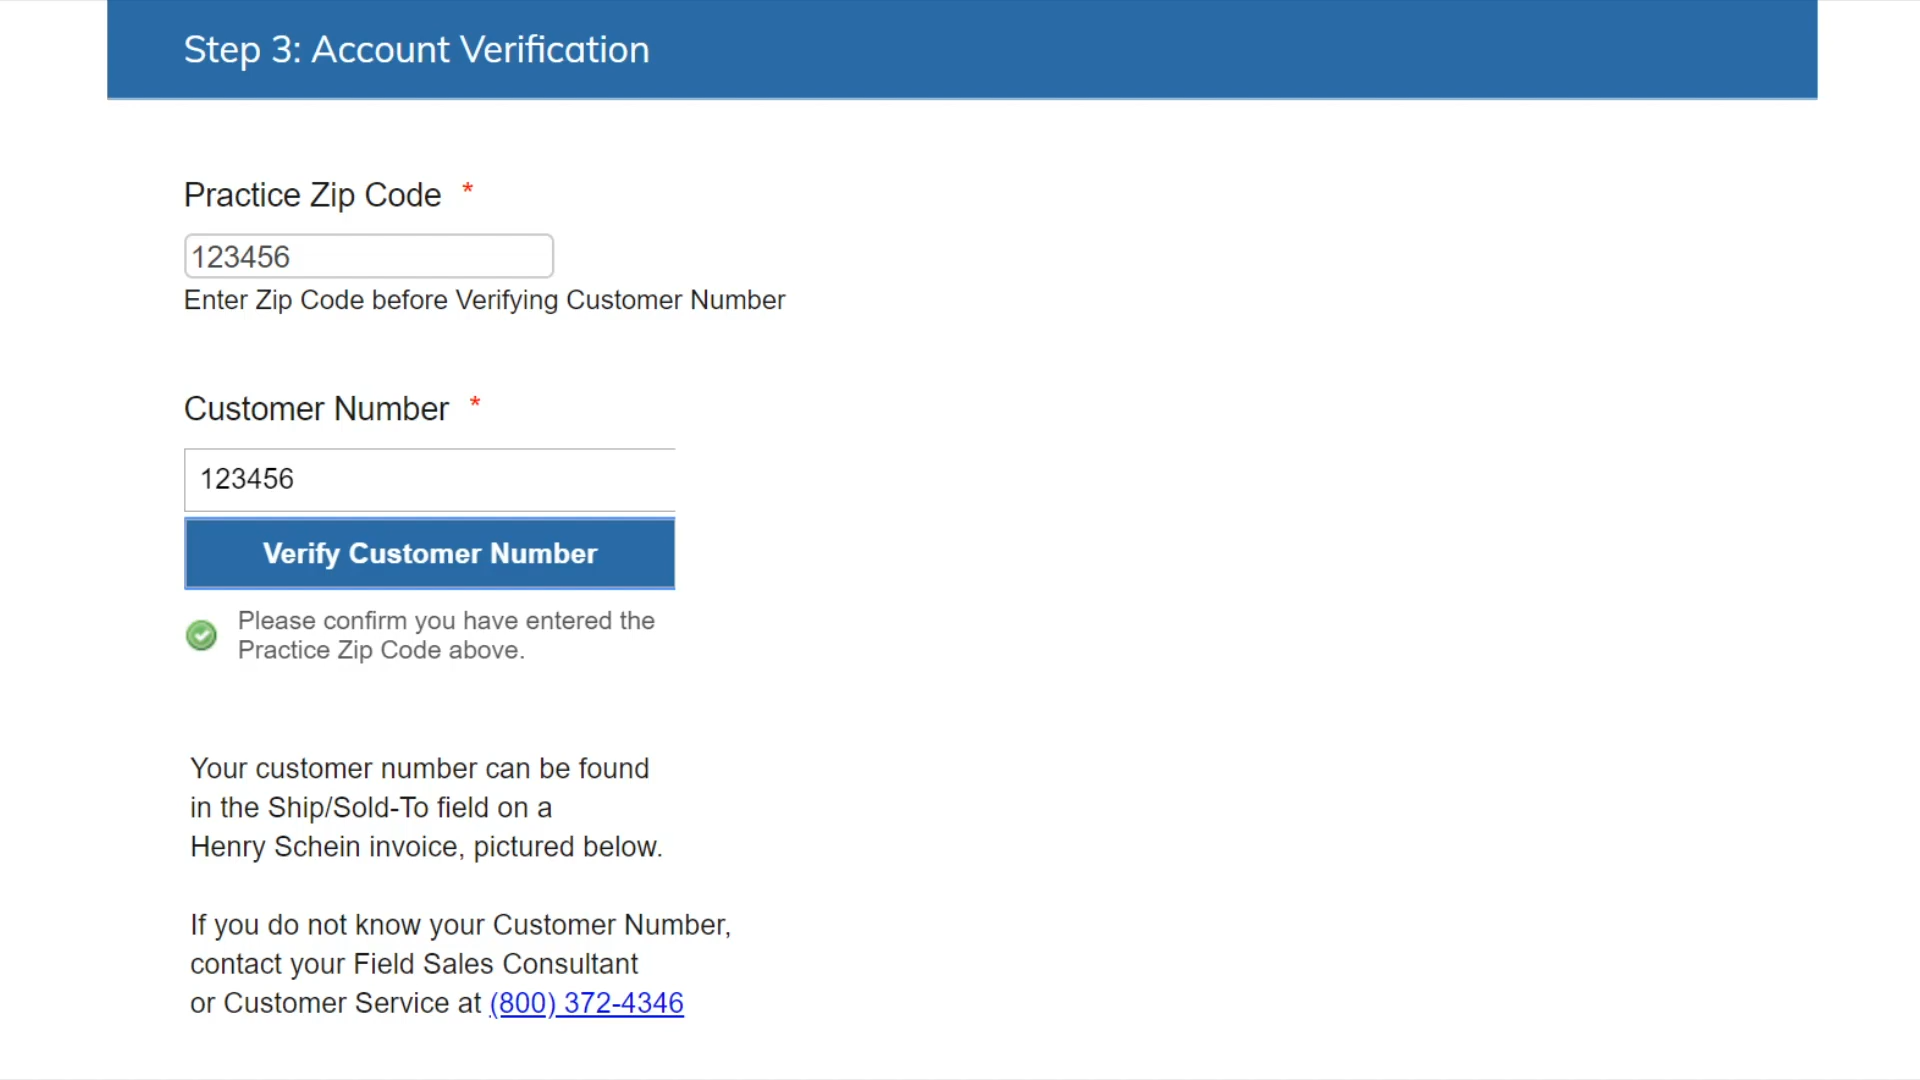 Step 3: Account Verification
Practice Zip Code *
123456
Enter Zip Code before Verifying Customer Number
Customer Number *
123456
Verify Customer Number
Please confirm you have entered the
Practice Zip Code above.
Your customer number can be found
in the Ship/Sold-To field on a
Henry Schein invoice, pictured below.
If you do not know your Customer Number,
contact your Field Sales Consultant
or Customer Service at (800) 372-4346